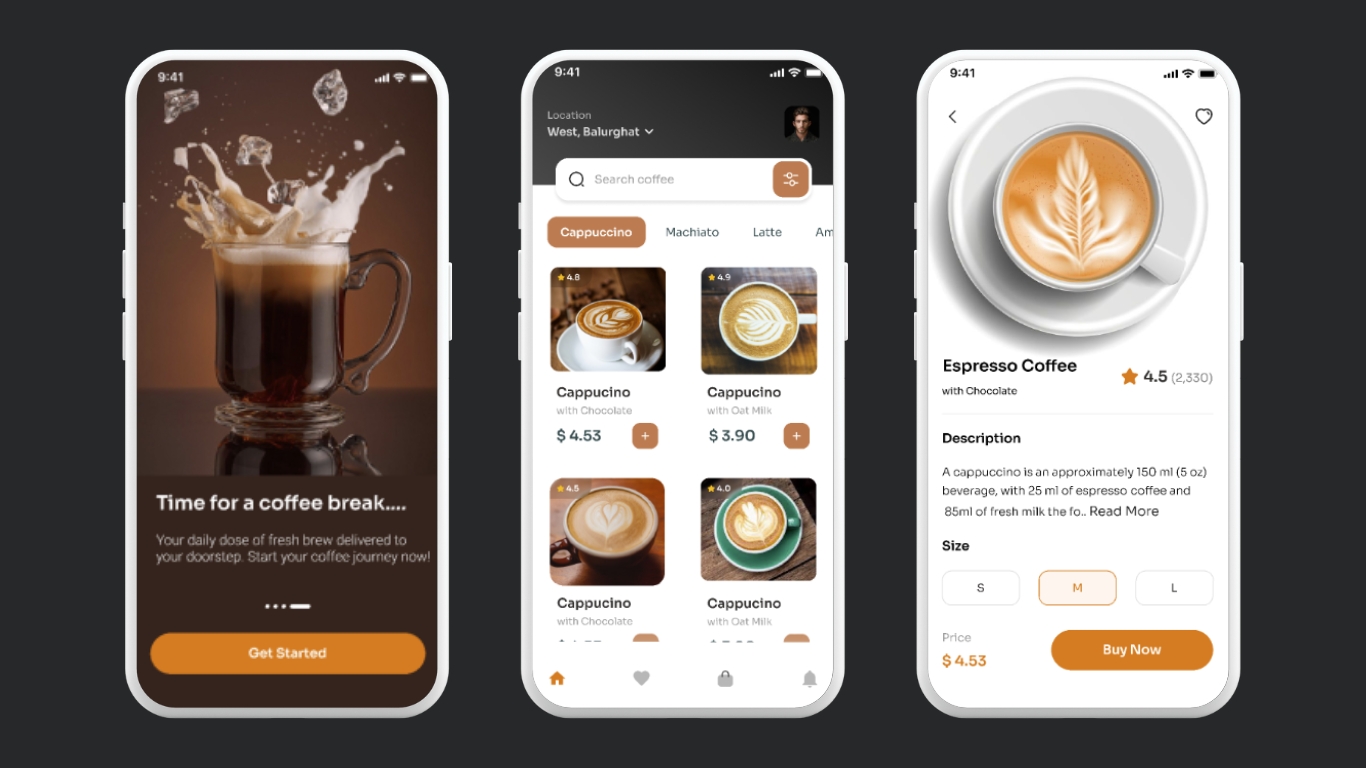 9:41
Time for a coffee break....
Your daily dose of fresh brew delivered to
your doorstep. Start your coffee journey now!
Get Started
9:41
Location
West, Balurghat
Search coffee
Cappuccino Machiato Latte Am
4.8
4.9
Cappucino
with Chocolate
$ 4.53
+
Cappucino
with Oat Milk
$ 3.90
+
4.5
4.0
Cappucino
with Chocolate
Cappucino
with Oat Milk
9:41
Espresso Coffee
with Chocolate
4.5 (2,330)
Description
A cappuccino is an approximately 150 ml (5 oz)
beverage, with 25 ml of espresso coffee and
85ml of fresh milk the fo.. Read More
Size
S M L
Price
$ 4.53
Buy Now